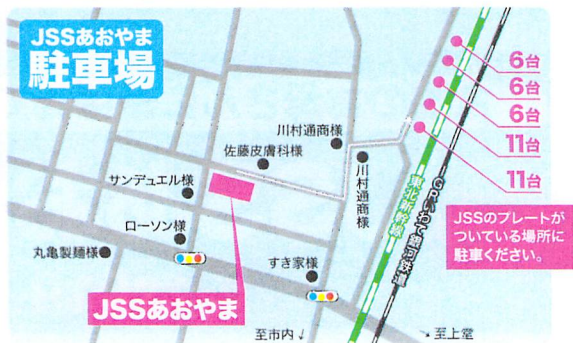 JSSあおやま
駐車場
6台
6台
6台
11台
11台
川村通商様
佐藤皮膚科様
川村通商様
サンデュエル様
東北新幹線
IGRいわて銀河鉄道
JSSのプレートが
ついている場所に
駐車ください。
ローソン様
丸亀製麺様
すき家様
JSSあおやま
至市内↓
→至上堂